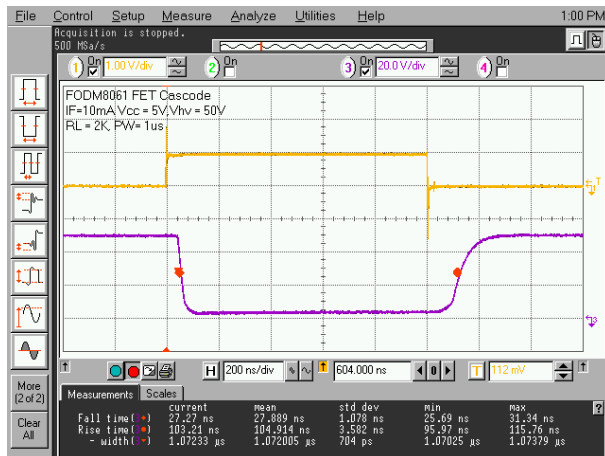 File Control Setup Measure Analyze Utilities Help 1:00 PM
Acquisition is stopped.
500 MSa/s
1 On 1.00 V/div 2 On 3 On 20.0 V/div 4 On
FODM8061 FET Cascode
IF=10mA, Vcc = 5V, Vhv = 50V
RL = 2K, PW= 1us
T
3
H 200 ns/div 604.000 ns 0 T 112 mV
More
(2 of 2)
Clear
All
Measurements Scales ?
current mean std dev min max
Fall time(3) 27.27 ns 27.889 ns 1.078 ns 25.69 ns 31.34 ns
Rise time(3) 103.21 ns 104.914 ns 3.582 ns 95.97 ns 115.76 ns
- width(3) 1.07233 µs 1.072005 µs 704 ps 1.07025 µs 1.07379 µs